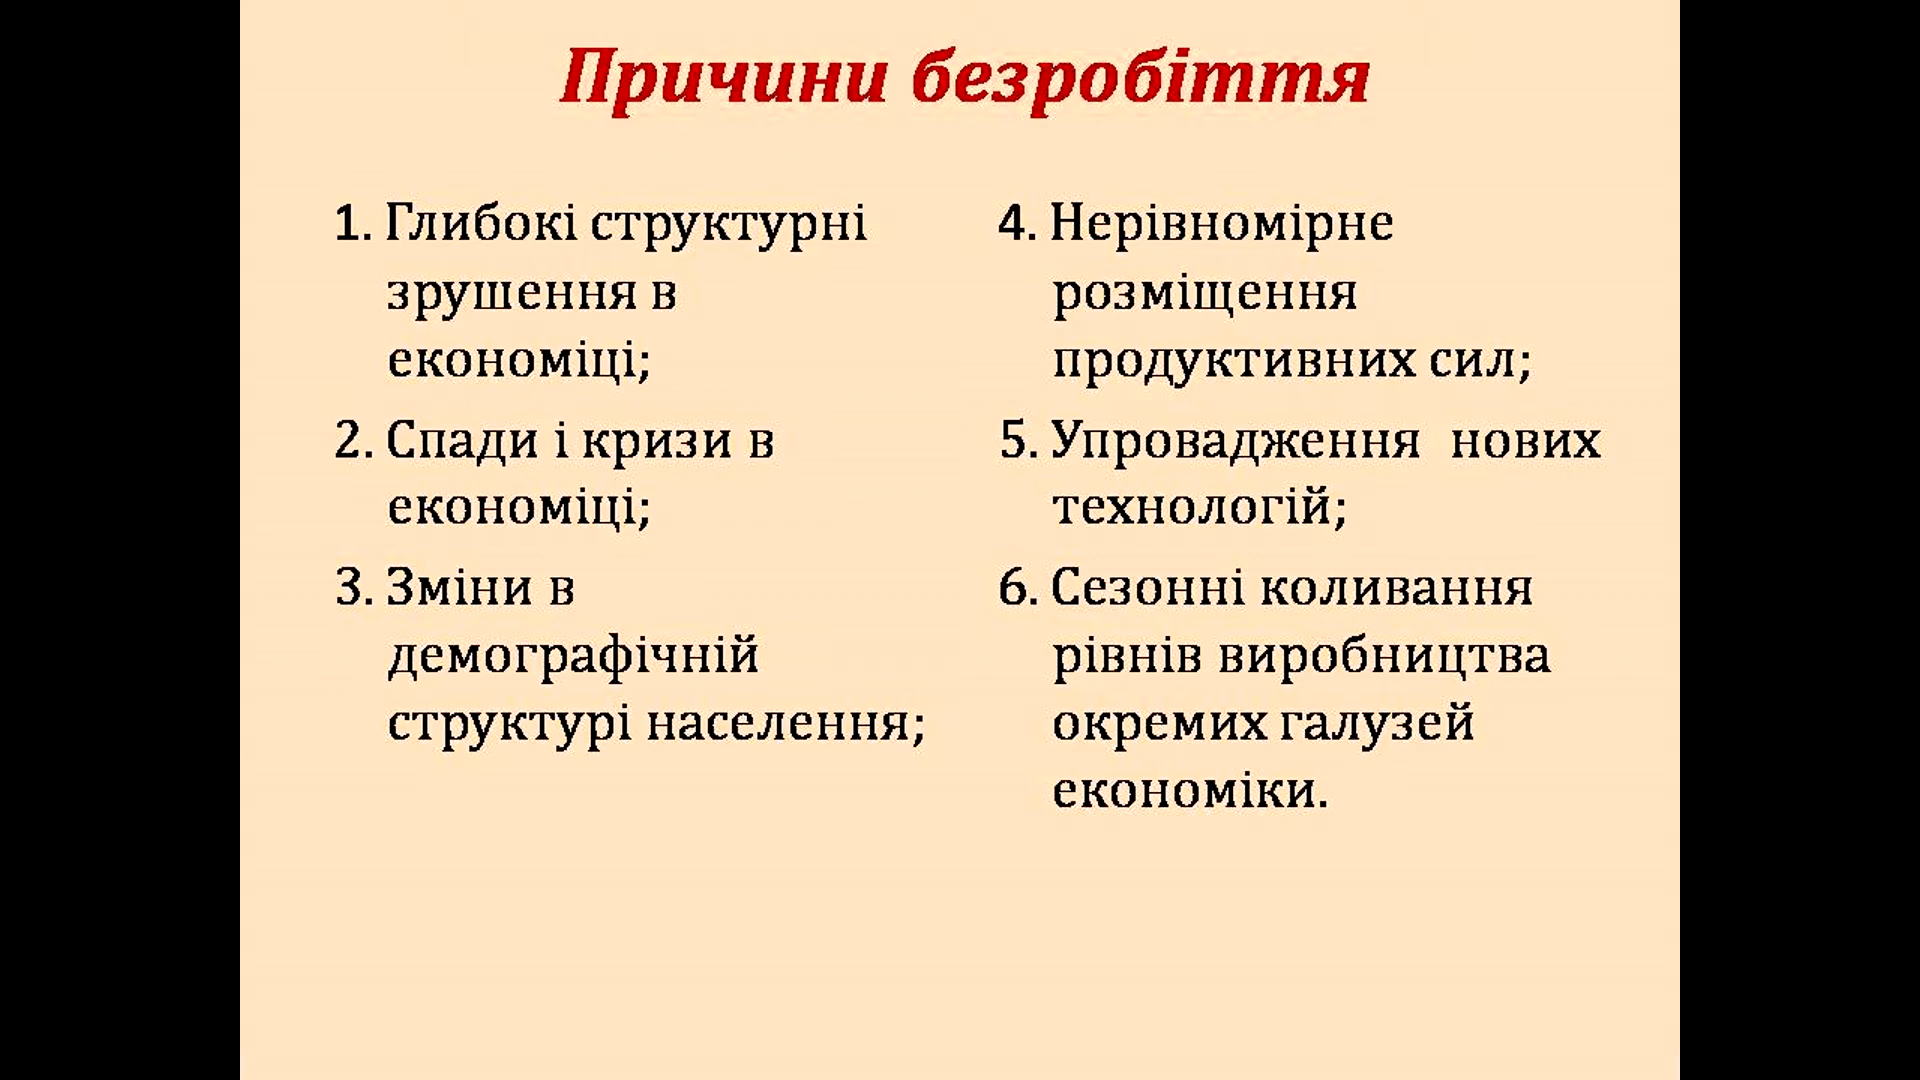 Причини безробіття
1. Глибокі структурні
зрушення в
економіці;
2. Спади і кризи в
економіці;
3. Зміни в
демографічній
структурі населення;
4. Нерівномірне
розміщення
продуктивних сил;
5. Упровадження нових
технологій;
6. Сезонні коливання
рівнів виробництва
окремих галузей
економіки.